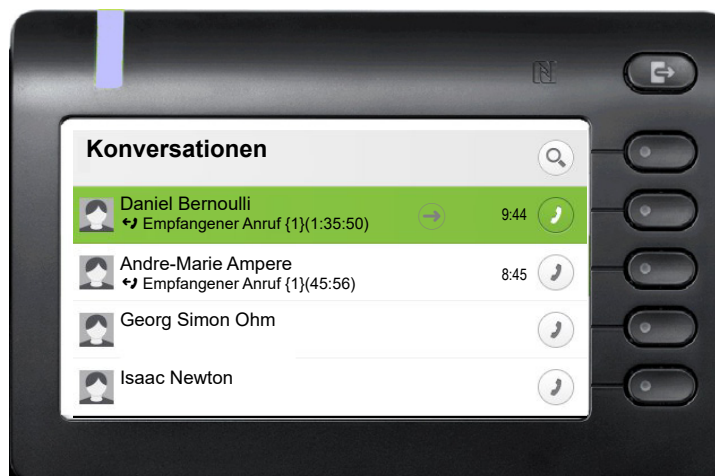 Konversationen
Daniel Bernoulli
Empfangener Anruf {1}(1:35:50)
9:44
Andre-Marie Ampere
Empfangener Anruf {1}(45:56)
8:45
Georg Simon Ohm
Isaac Newton